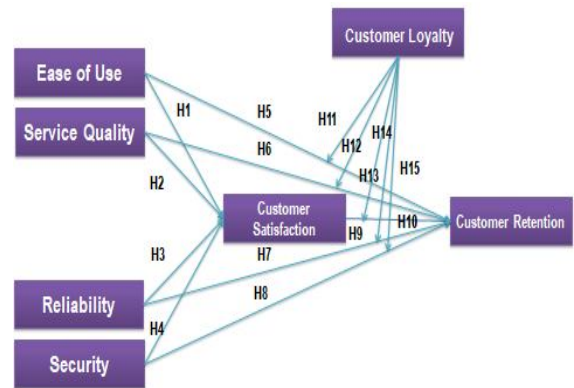 Customer Loyalty
Ease of Use
H1
H5
H11
H14
Service Quality
H6
H12
H15
H2
H13
Customer
Satisfaction
H10
Customer Retention
H9
H3
H7
Reliability
H8
H4
Security